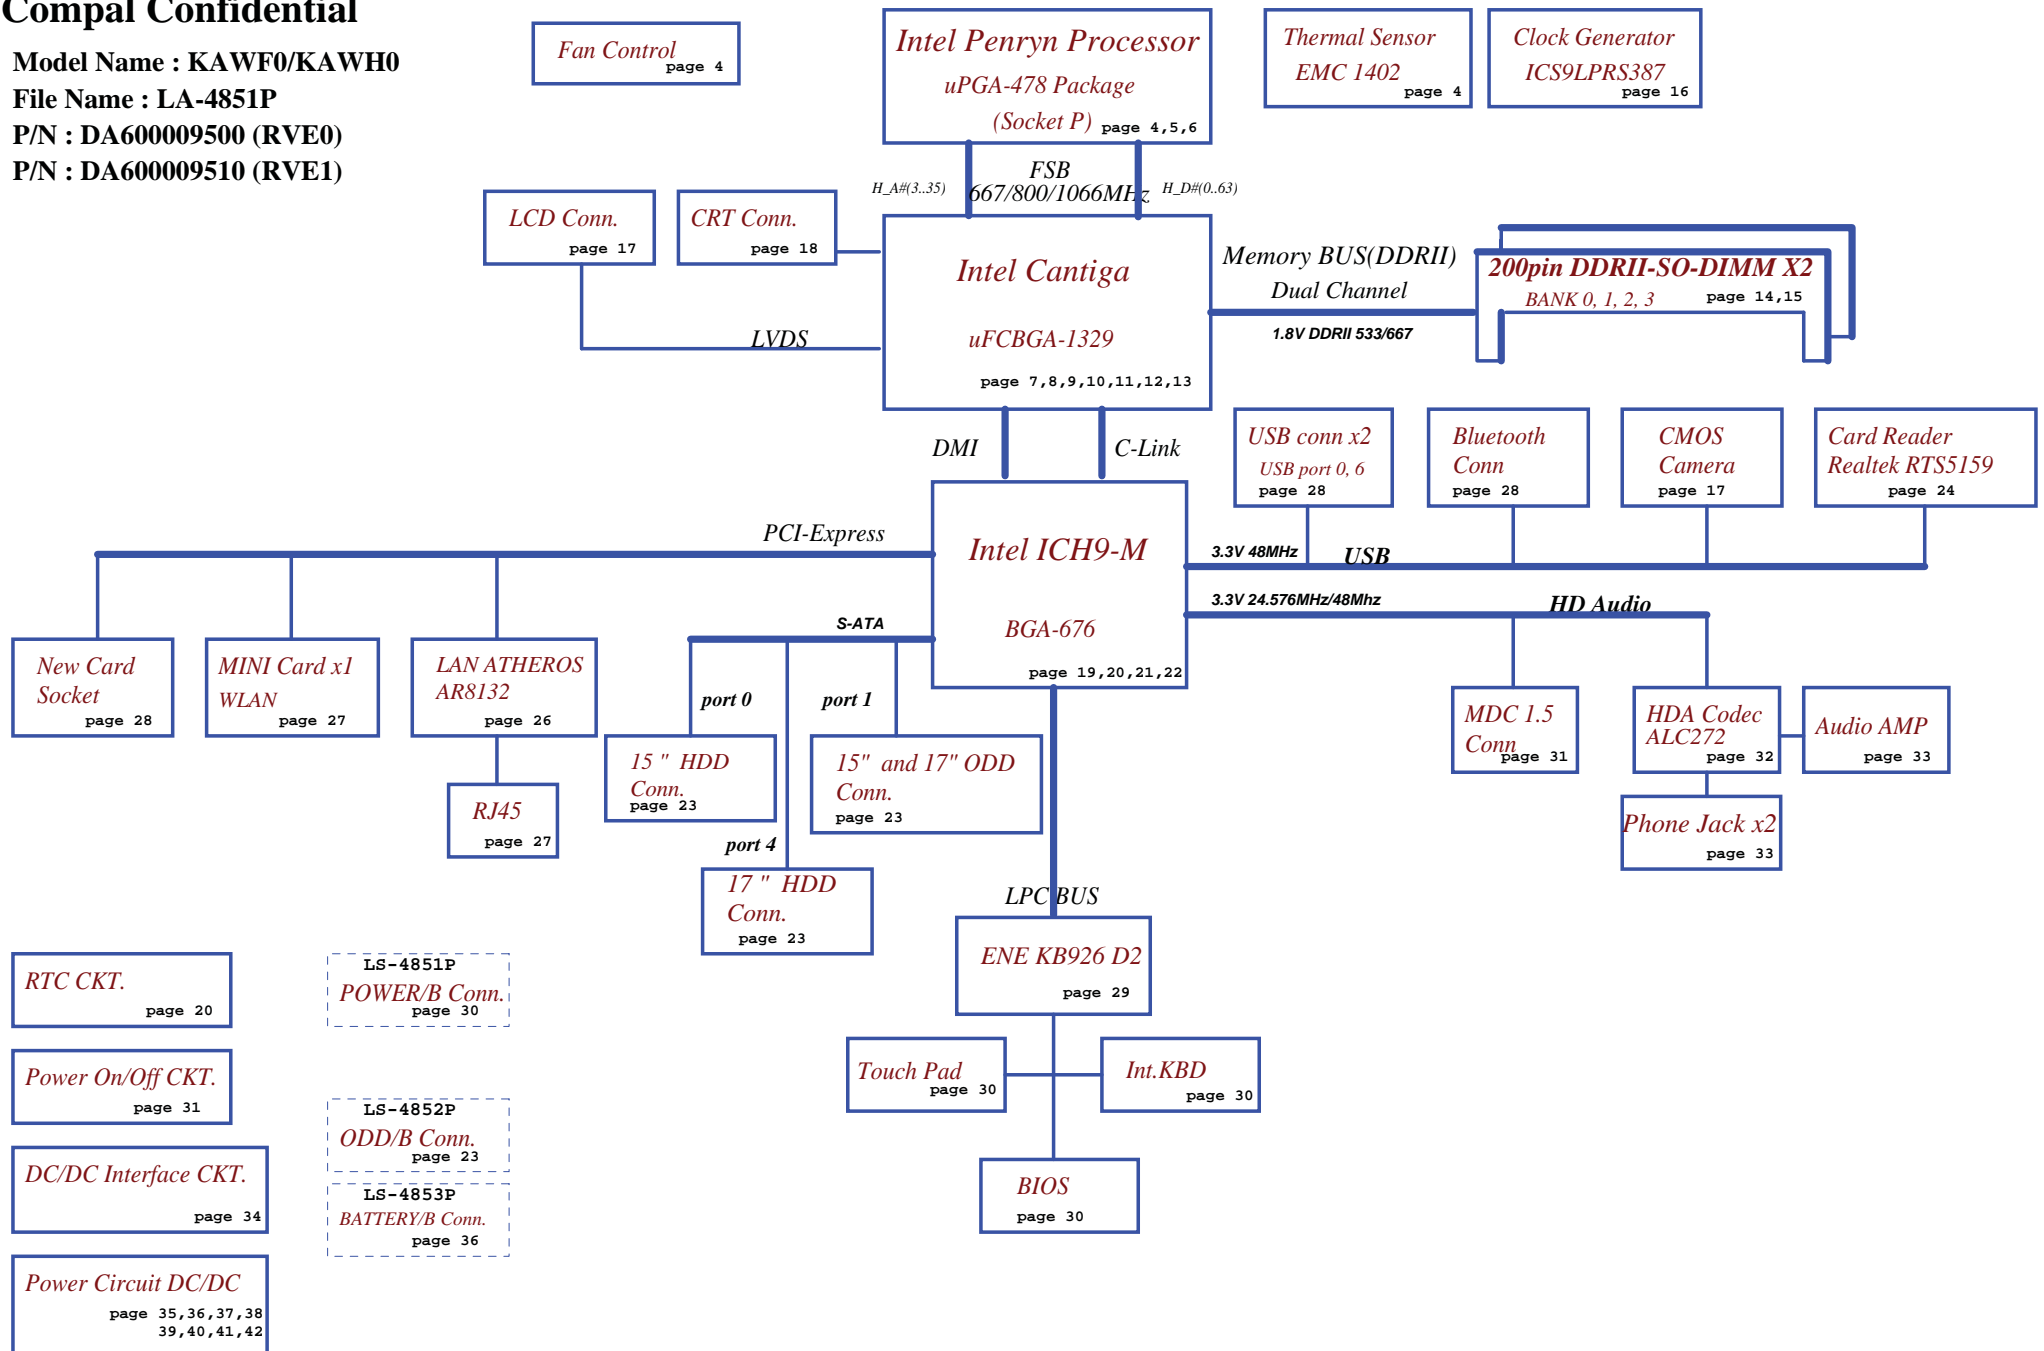 Compal Confidential
Model Name : KAWF0/KAWH0
File Name : LA-4851P
P/N : DA600009500 (RVE0)
P/N : DA600009510 (RVE1)
Fan Control
page 4
Intel Penryn Processor
uPGA-478 Package
(Socket P)
page 4,5,6
Thermal Sensor
EMC 1402
page 4
Clock Generator
ICS9LPRS387
page 16
H_A#(3..35)
FSB
667/800/1066MHz
H_D#(0..63)
LCD Conn.
page 17
CRT Conn.
page 18
LVDS
Intel Cantiga
uFCBGA-1329
page 7,8,9,10,11,12,13
Memory BUS(DDRII)
Dual Channel
1.8V DDRII 533/667
200pin DDRII-SO-DIMM X2
BANK 0, 1, 2, 3
page 14,15
DMI
C-Link
USB conn x2
USB port 0, 6
page 28
Bluetooth
Conn
page 28
CMOS
Camera
page 17
Card Reader
Realtek RTS5159
page 24
PCI-Express
Intel ICH9-M
BGA-676
page 19,20,21,22
3.3V 48MHz
USB
3.3V 24.576MHz/48Mhz
HD Audio
S-ATA
New Card
Socket
page 28
MINI Card x1
WLAN
page 27
LAN ATHEROS
AR8132
page 26
RJ45
page 27
port 0
port 1
15 " HDD
Conn.
page 23
15" and 17" ODD
Conn.
page 23
port 4
17 " HDD
Conn.
page 23
MDC 1.5
Conn
page 31
HDA Codec
ALC272
page 32
Audio AMP
page 33
Phone Jack x2
page 33
LPC BUS
ENE KB926 D2
page 29
Touch Pad
page 30
Int.KBD
page 30
BIOS
page 30
RTC CKT.
page 20
Power On/Off CKT.
page 31
DC/DC Interface CKT.
page 34
Power Circuit DC/DC
page 35,36,37,38
39,40,41,42
LS-4851P
POWER/B Conn.
page 30
LS-4852P
ODD/B Conn.
page 23
LS-4853P
BATTERY/B Conn.
page 36